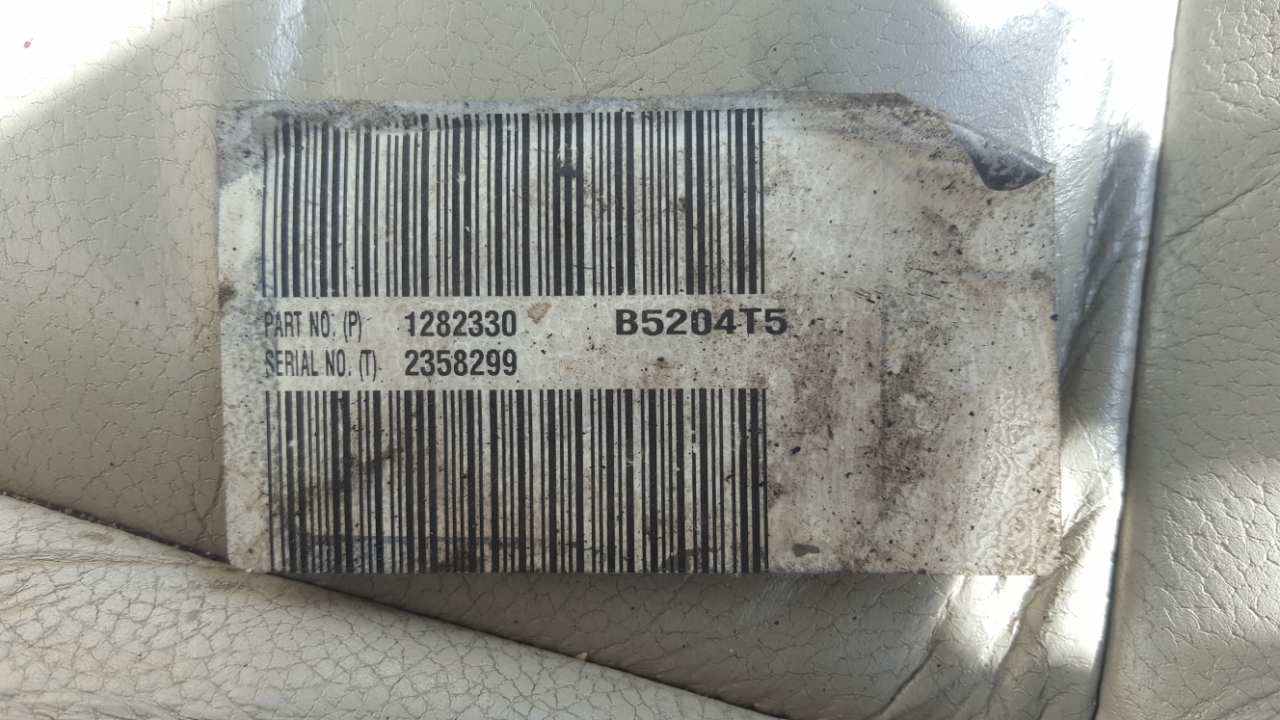 PART NO. (P) 1282330 B5204T5
SERIAL NO. (T) 2358299